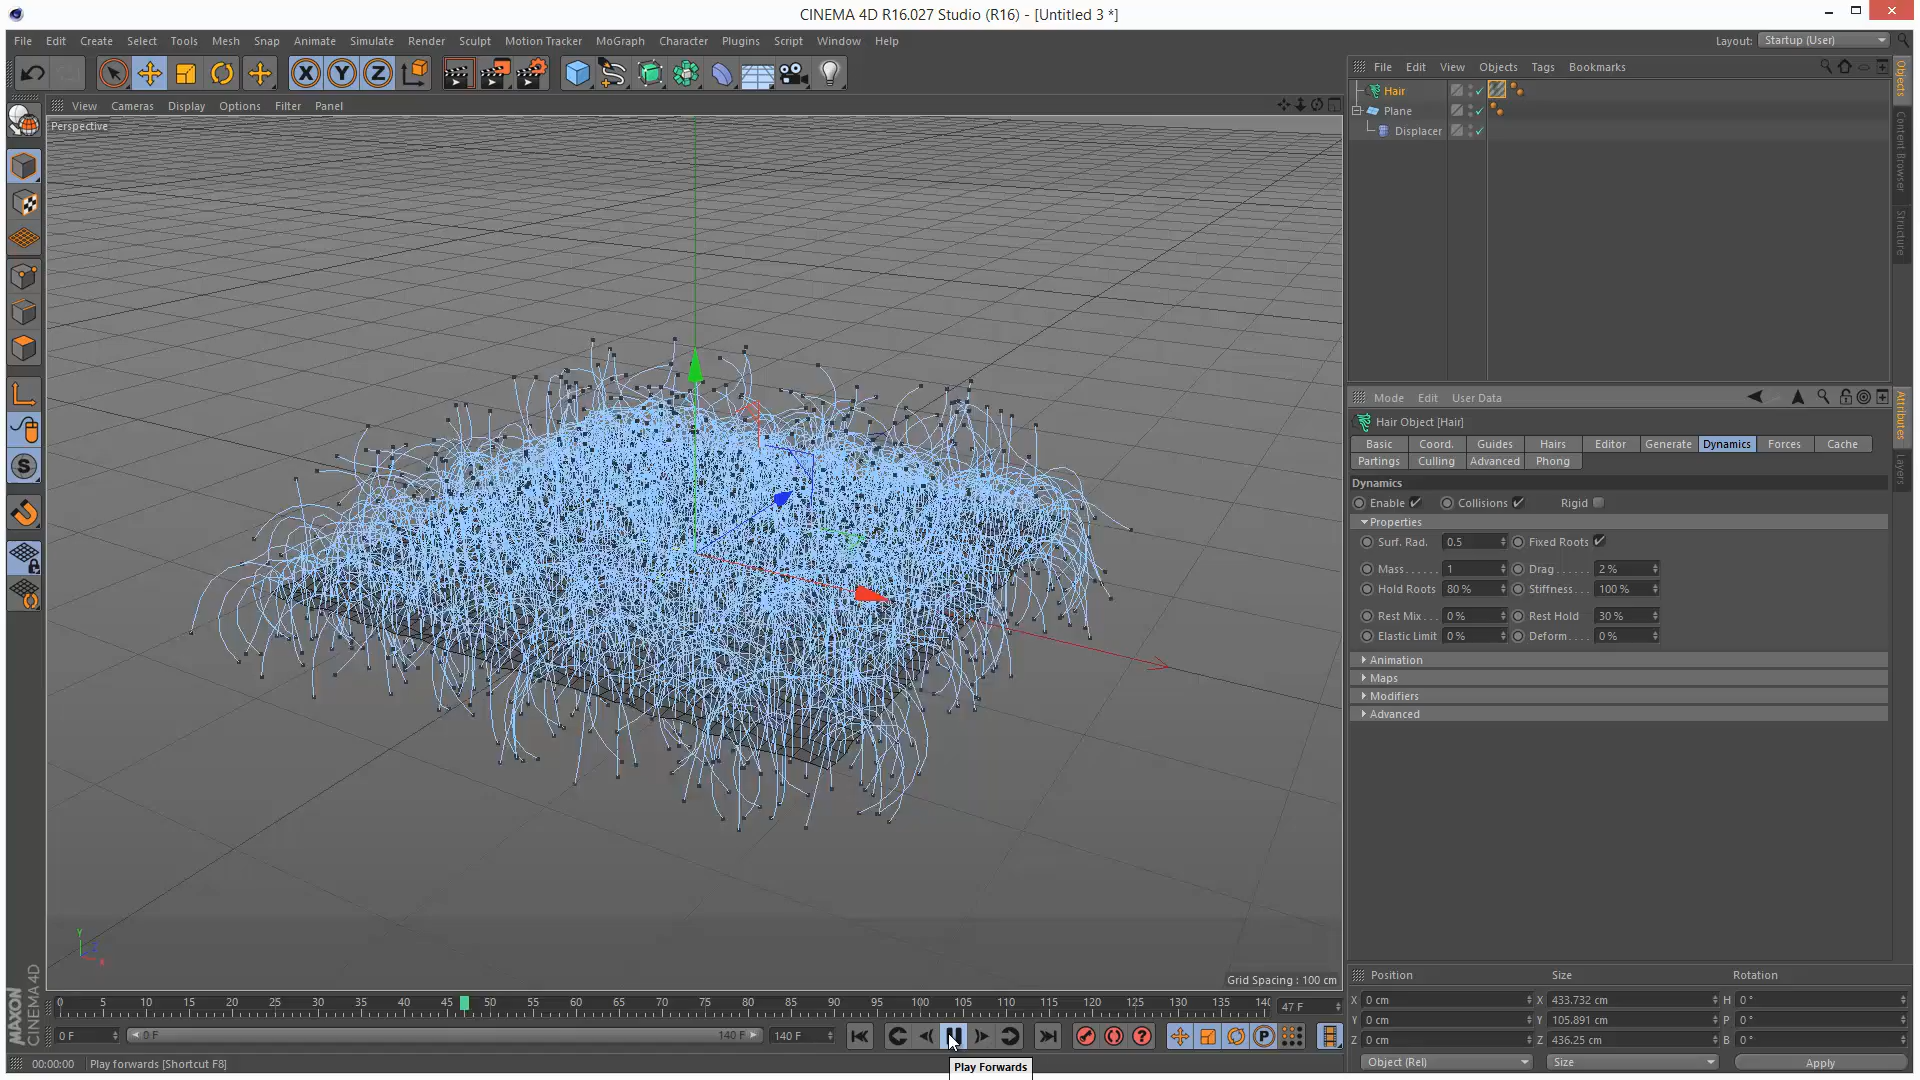 CINEMA 4D R16.027 Studio (R16) - [Untitled 3 *]
File Edit Create Select Tools Mesh Snap Animate Simulate Render Sculpt Motion Tracker MoGraph Character Plugins Script Window Help
Layout: Startup (User)
X Y Z
File Edit View Objects Tags Bookmarks
View Cameras Display Options Filter Panel
Perspective
Hair
Plane
Displacer
Objects
Content Browser
Structure
Mode Edit User Data
Attributes
Layers
Hair Object [Hair]
Basic Coord. Guides Hairs Editor Generate Dynamics Forces Cache
Partings Culling Advanced Phong
Dynamics
Enable Collisions Rigid
Properties
Surf. Rad. 0.5 Fixed Roots
Mass 1 Drag 2 %
Hold Roots 80 % Stiffness 100 %
Rest Mix 0 % Rest Hold 30 %
Elastic Limit 0 % Deform 0 %
Animation
Maps
Modifiers
Advanced
Y
X
Grid Spacing : 100 cm
MAXON
CINEMA 4D
0 5 10 15 20 25 30 35 40 45 50 55 60 65 70 75 80 85 90 95 100 105 110 115 120 125 130 135 140
47 F
0 F 0 F 140 F 140 F
P
00:00:00 Play forwards [Shortcut F8]
Play Forwards
Position Size Rotation
X 0 cm X 433.732 cm H 0 °
Y 0 cm Y 105.891 cm P 0 °
Z 0 cm Z 436.25 cm B 0 °
Object (Rel) Size Apply